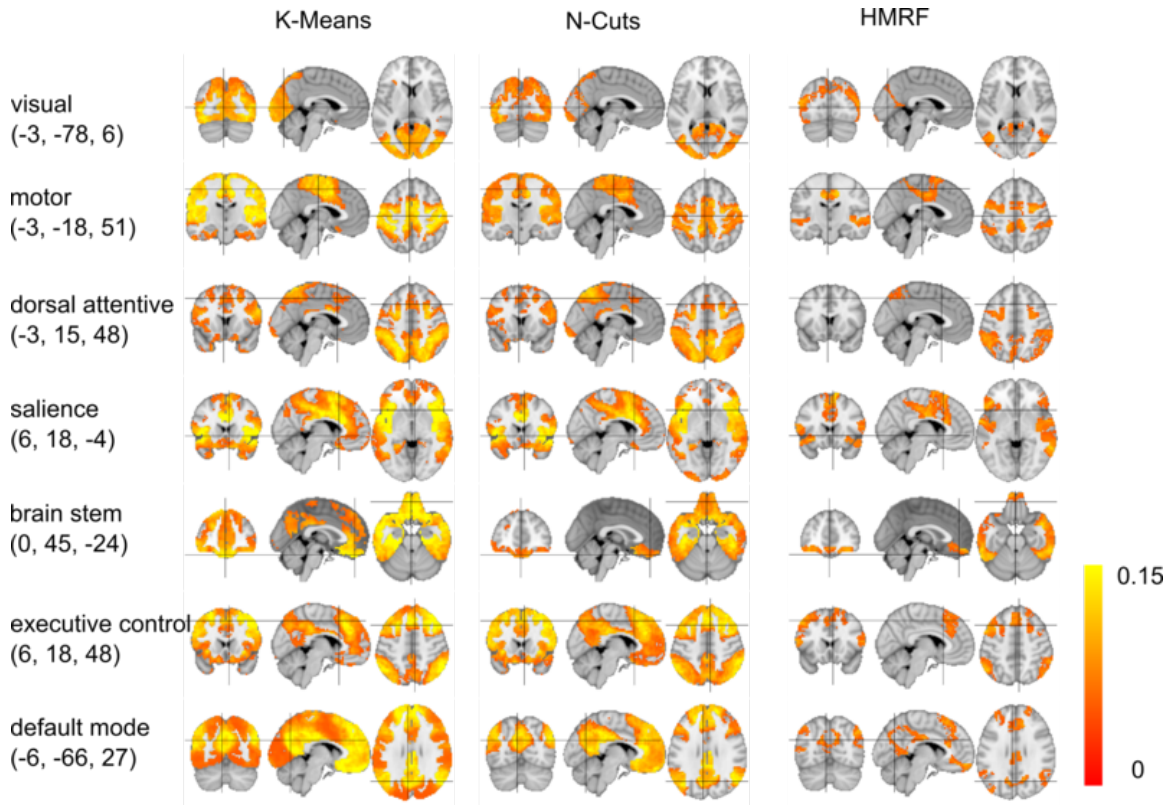 K-Means N-Cuts HMRF
visual
(-3, -78, 6)
motor
(-3, -18, 51)
dorsal attentive
(-3, 15, 48)
salience
(6, 18, -4)
brain stem
(0, 45, -24)
0.15
executive control
(6, 18, 48)
default mode
(-6, -66, 27)
0